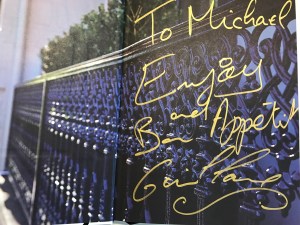 To Michael
Enjoy
and
Bon Appetit